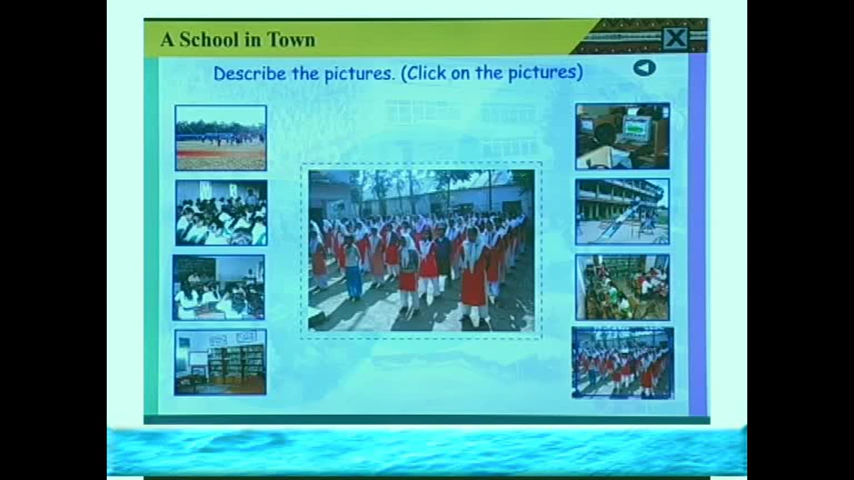 A School in Town
Describe the pictures. (Click on the pictures)